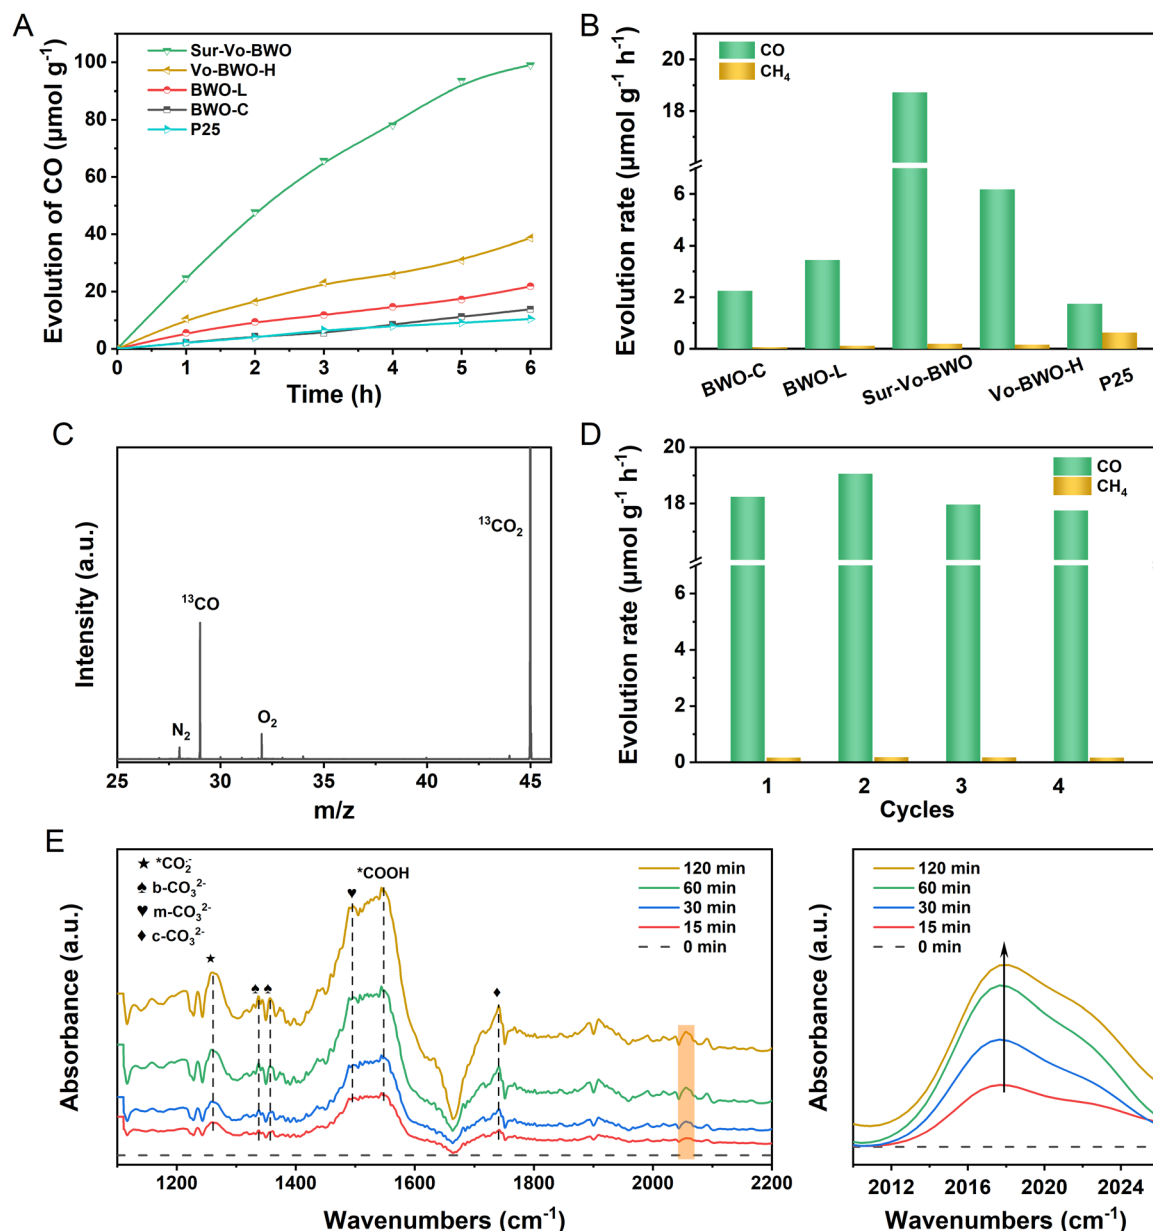 A
Evolution of CO (μmol g⁻¹)
100
80
60
40
20
0
Sur-Vo-BWO
Vo-BWO-H
BWO-L
BWO-C
P25
0 1 2 3 4 5 6
Time (h)
B
Evolution rate (μmol g⁻¹ h⁻¹)
21
20
18
6
4
2
0
CO
CH₄
BWO-C BWO-L Sur-Vo-BWO Vo-BWO-H P25
C
Intensity (a.u.)
¹³CO₂
¹³CO
N₂
O₂
25 30 35 40 45
m/z
D
Evolution rate (μmol g⁻¹ h⁻¹)
20
18
6
4
2
0
CO
CH₄
1 2 3 4
Cycles
E
Absorbance (a.u.)
★ *CO₂⁻
♠ b-CO₃²⁻
♥ m-CO₃²⁻
♦ c-CO₃²⁻
*COOH
120 min
60 min
30 min
15 min
0 min
1200 1400 1600 1800 2000 2200
Wavenumbers (cm⁻¹)
Absorbance (a.u.)
120 min
60 min
30 min
15 min
0 min
2012 2016 2020 2024
Wavenumbers (cm⁻¹)